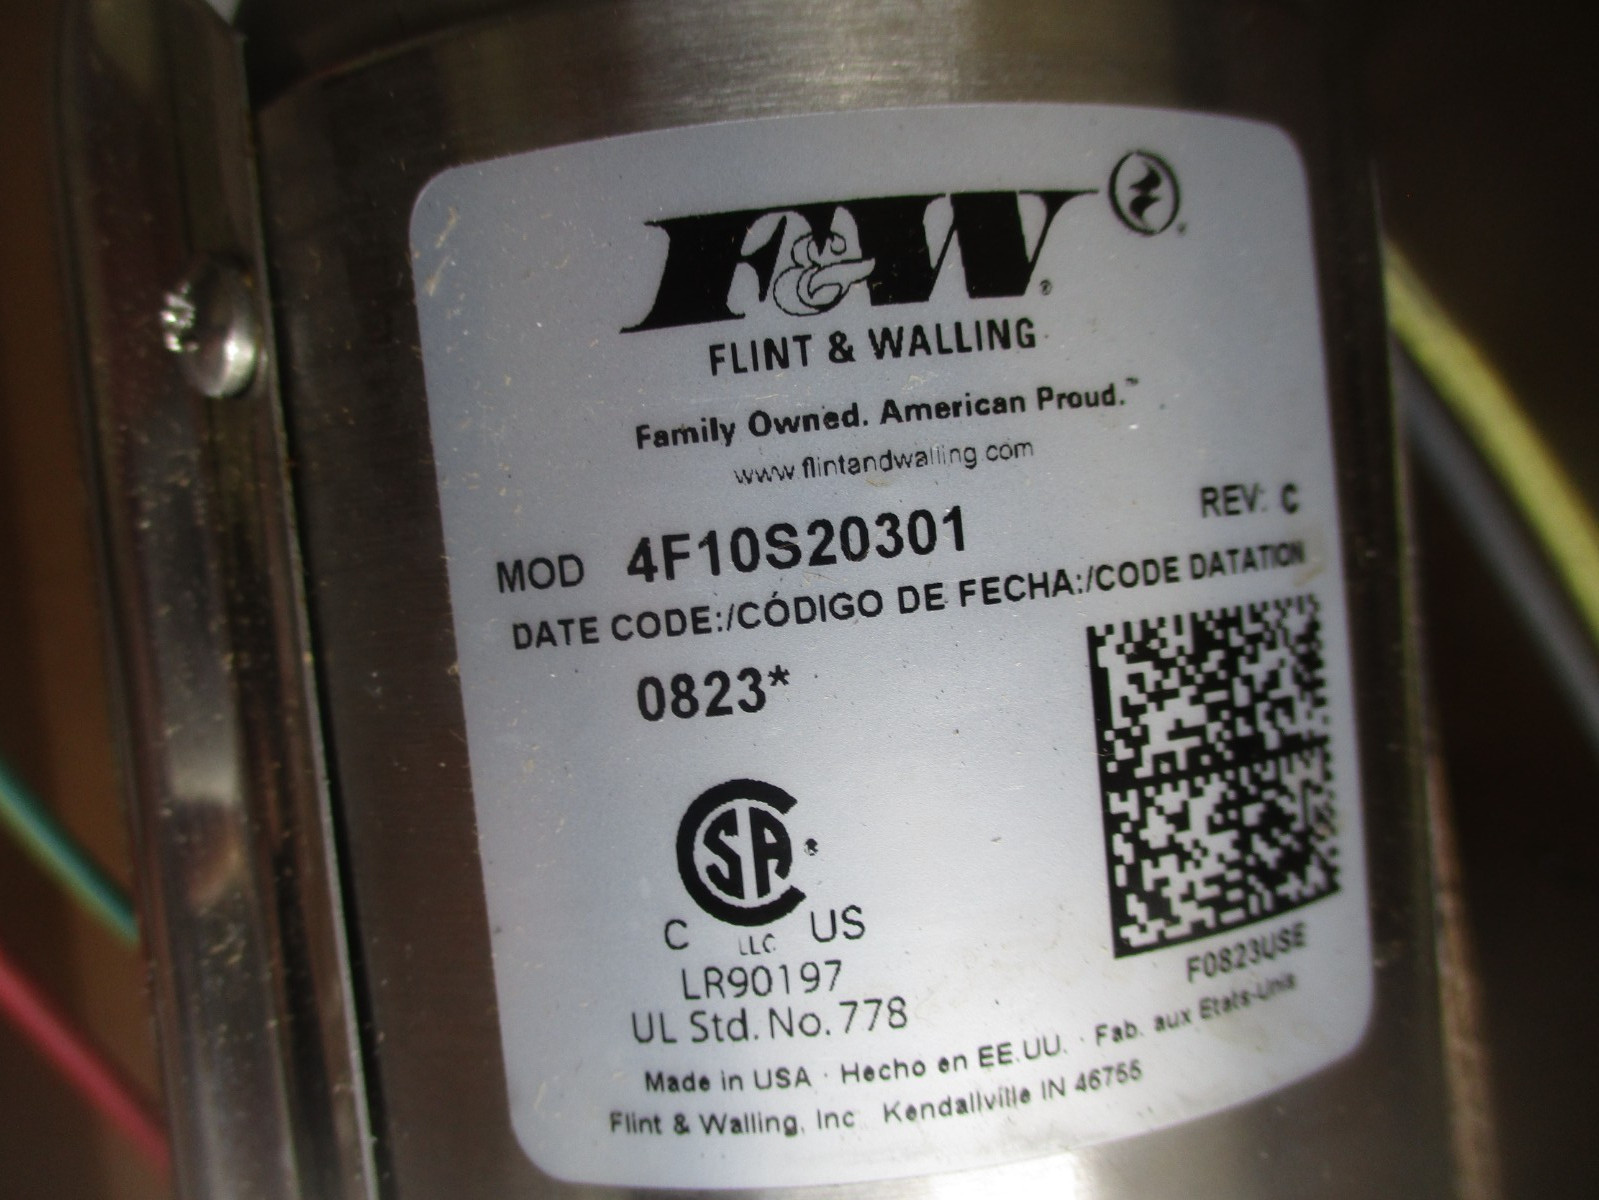 F&W®
FLINT & WALLING
Family Owned. American Proud.™
www.flintandwalling.com
REV: C
MOD 4F10S20301
DATE CODE:/CÓDIGO DE FECHA:/CODE DATATION
0823*
CSA®
C LLC US
LR90197
UL Std. No. 778
F0823USE
Made in USA · Hecho en EE.UU. · Fab. aux Etats-Unis
Flint & Walling, Inc Kendallville IN 46755